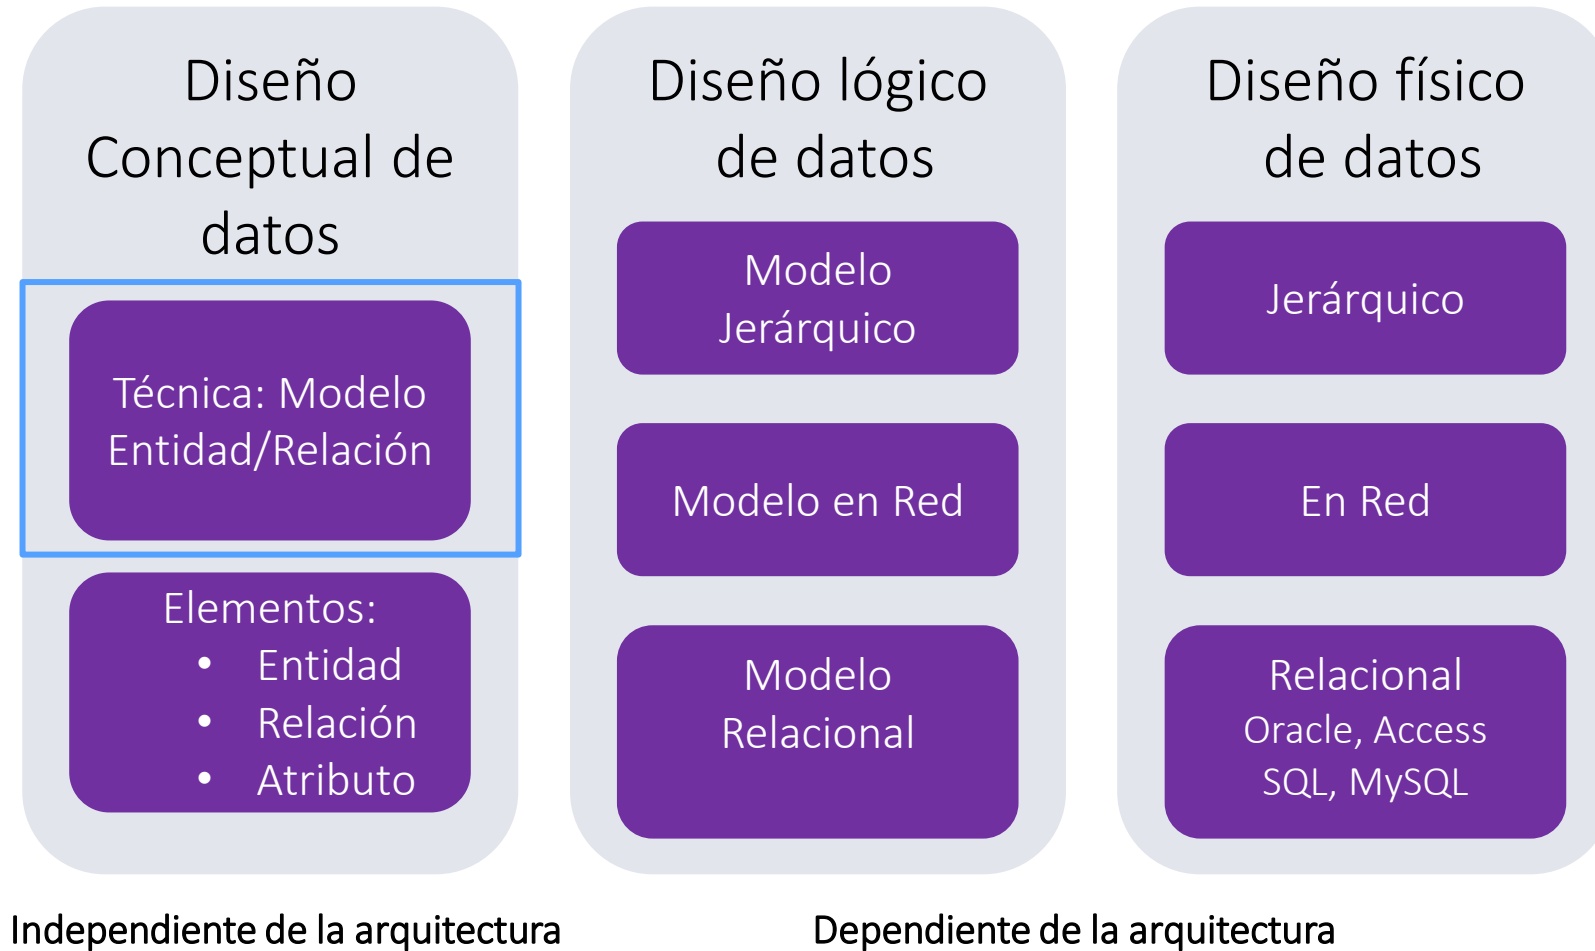 Diseño
Conceptual de
datos
Técnica: Modelo
Entidad/Relación
Elementos:
• Entidad
• Relación
• Atributo
Diseño lógico
de datos
Modelo
Jerárquico
Modelo en Red
Modelo
Relacional
Diseño físico
de datos
Jerárquico
En Red
Relacional
Oracle, Access
SQL, MySQL
Independiente de la arquitectura
Dependiente de la arquitectura